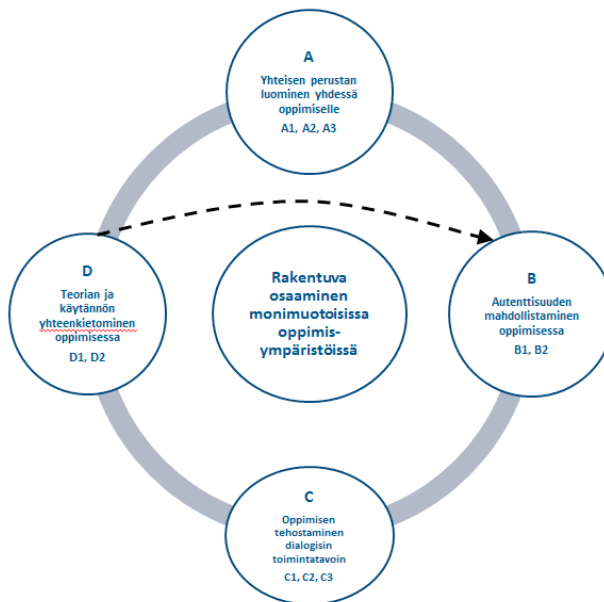 A
Yhteisen perustan
luominen yhdessä
oppimiselle
A1, A2, A3
D
Teorian ja
käytännön
yhteenkietominen
oppimisessa
D1, D2
Rakentuva
osaaminen
monimuotoisissa
oppimis-
ympäristöissä
B
Autenttisuuden
mahdollistaminen
oppimisessa
B1, B2
C
Oppimisen
tehostaminen
dialogisin
toimintatavoin
C1, C2, C3